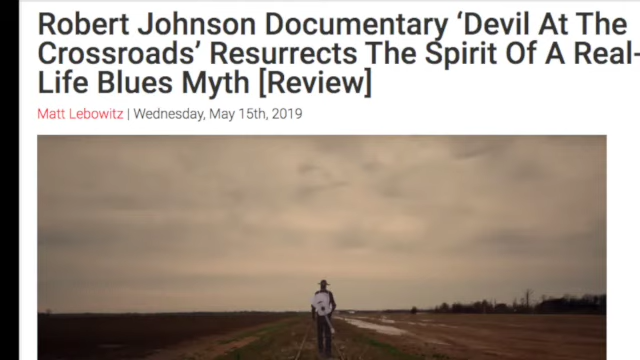 Robert Johnson Documentary ‘Devil At The
Crossroads’ Resurrects The Spirit Of A Real-
Life Blues Myth [Review]
Matt Lebowitz | Wednesday, May 15th, 2019